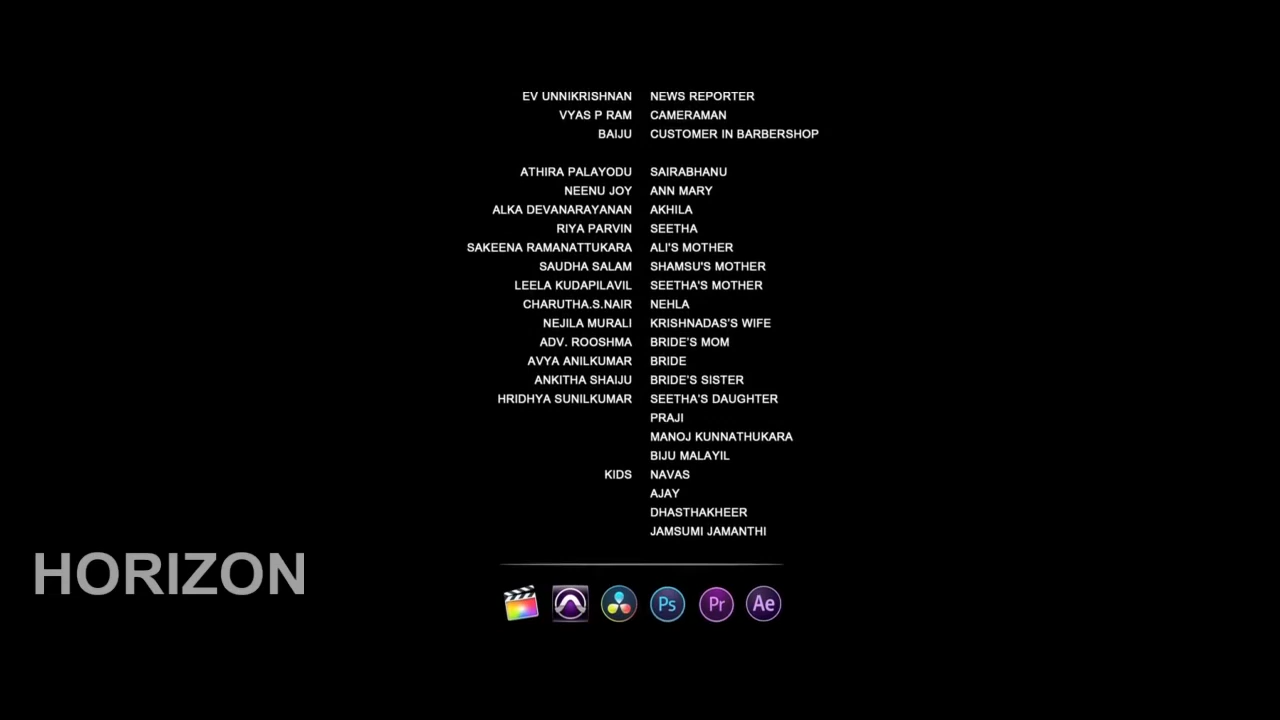 EV UNNIKRISHNAN NEWS REPORTER
VYAS P RAM CAMERAMAN
BAIJU CUSTOMER IN BARBERSHOP
ATHIRA PALAYODU SAIRABHANU
NEENU JOY ANN MARY
ALKA DEVANARAYANAN AKHILA
RIYA PARVIN SEETHA
SAKEENA RAMANATTUKARA ALI'S MOTHER
SAUDHA SALAM SHAMSU'S MOTHER
LEELA KUDAPILAVIL SEETHA'S MOTHER
CHARUTHA.S.NAIR NEHLA
NEJILA MURALI KRISHNADAS'S WIFE
ADV. ROOSHMA BRIDE'S MOM
AVYA ANILKUMAR BRIDE
ANKITHA SHAIJU BRIDE'S SISTER
HRIDHYA SUNILKUMAR SEETHA'S DAUGHTER
PRAJI
MANOJ KUNNATHUKARA
BIJU MALAYIL
KIDS NAVAS
AJAY
DHASTHAKHEER
JAMSUMI JAMANTHI
HORIZON
Ps Pr Ae